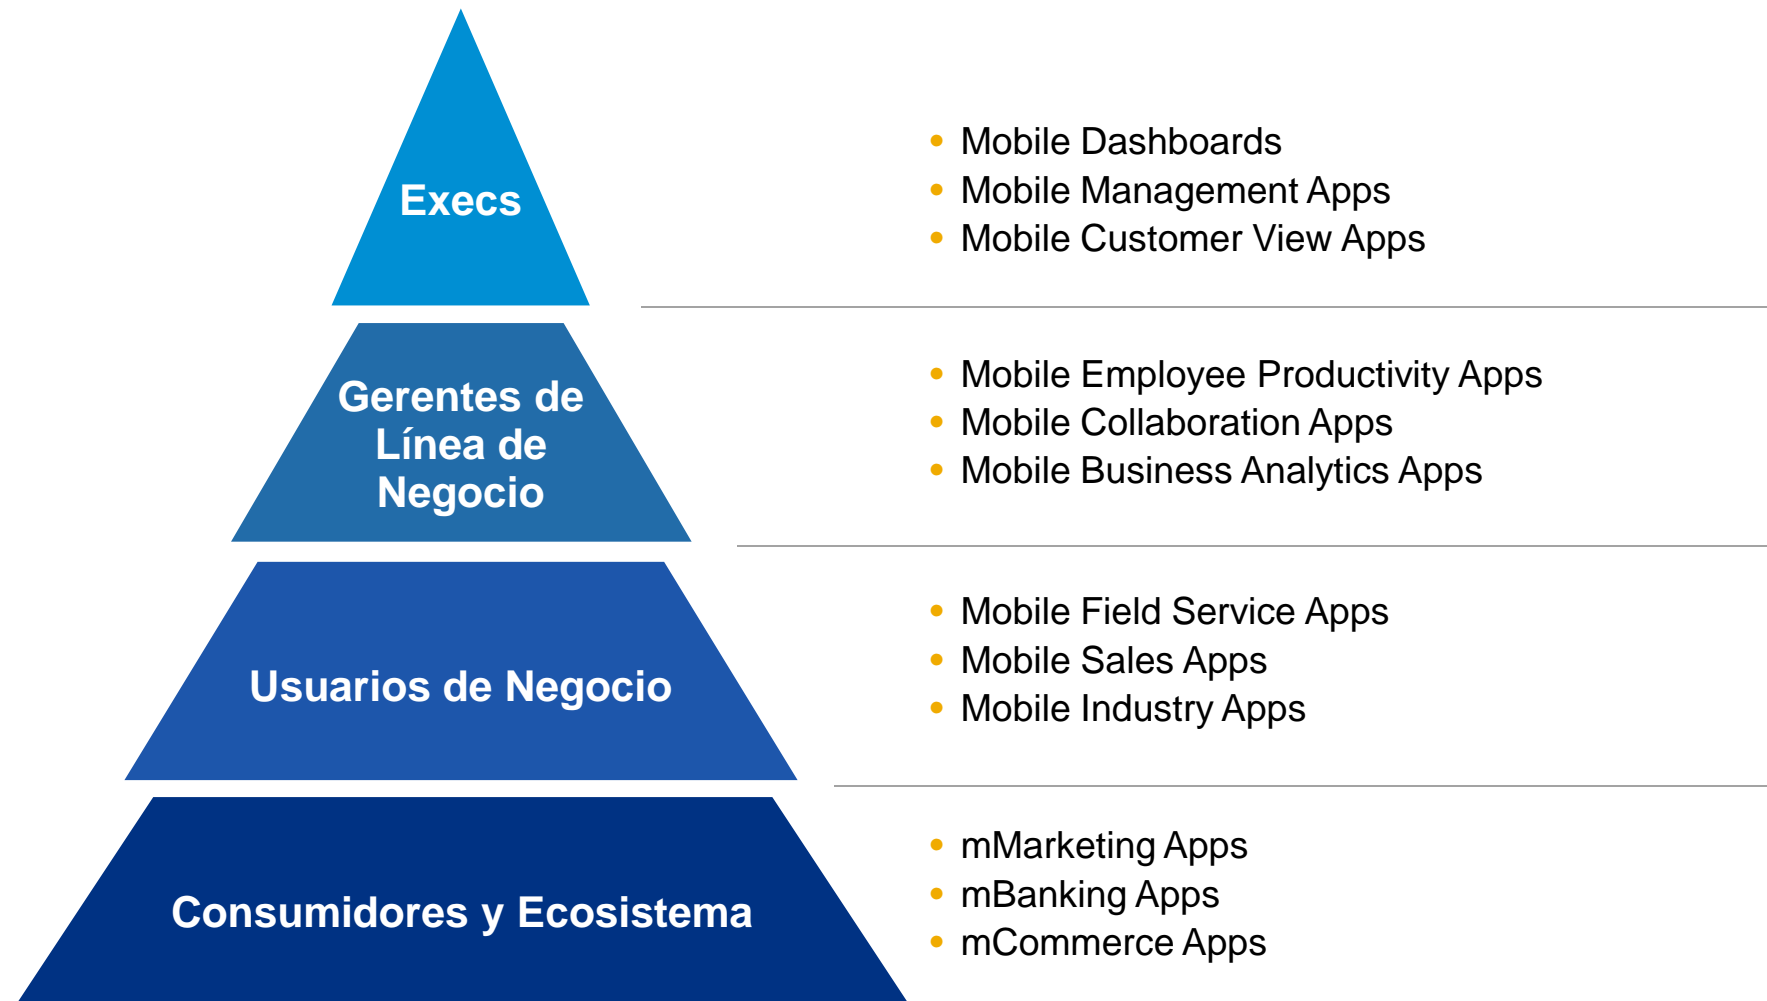 Execs
• Mobile Dashboards
• Mobile Management Apps
• Mobile Customer View Apps
Gerentes de
Línea de
Negocio
• Mobile Employee Productivity Apps
• Mobile Collaboration Apps
• Mobile Business Analytics Apps
Usuarios de Negocio
• Mobile Field Service Apps
• Mobile Sales Apps
• Mobile Industry Apps
Consumidores y Ecosistema
• mMarketing Apps
• mBanking Apps
• mCommerce Apps